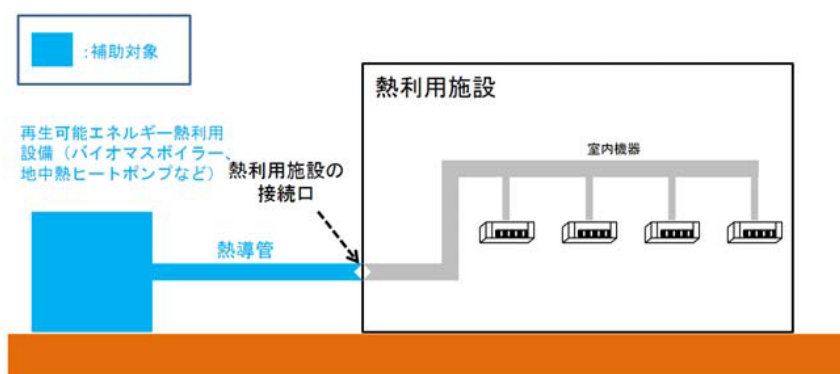 :補助対象
熱利用施設
再生可能エネルギー熱利用
設備（バイオマスボイラー、
地中熱ヒートポンプなど）
熱利用施設の
接続口
室内機器
熱導管